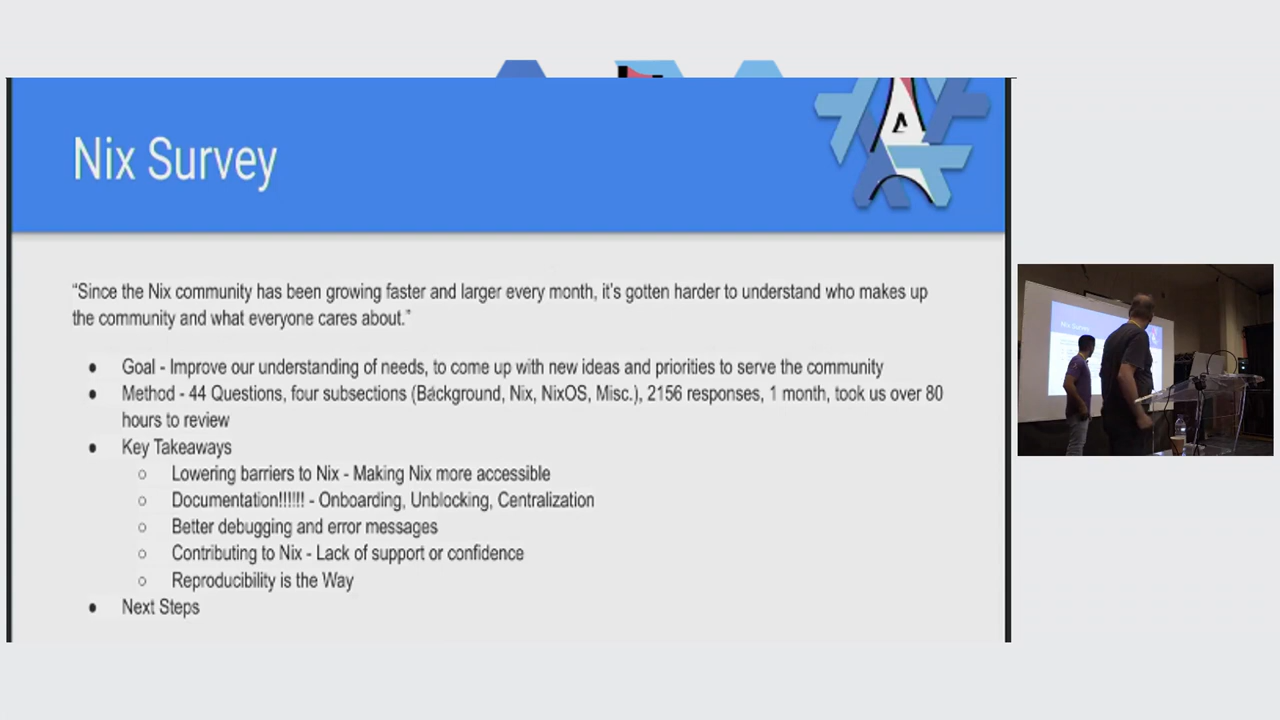 Nix Survey
“Since the Nix community has been growing faster and larger every month, it’s gotten harder to understand who makes up
the community and what everyone cares about.”
● Goal - Improve our understanding of needs, to come up with new ideas and priorities to serve the community
● Method - 44 Questions, four subsections (Background, Nix, NixOS, Misc.), 2156 responses, 1 month, took us over 80
hours to review
● Key Takeaways
○ Lowering barriers to Nix - Making Nix more accessible
○ Documentation!!!!!! - Onboarding, Unblocking, Centralization
○ Better debugging and error messages
○ Contributing to Nix - Lack of support or confidence
○ Reproducibility is the Way
● Next Steps
Nix Survey